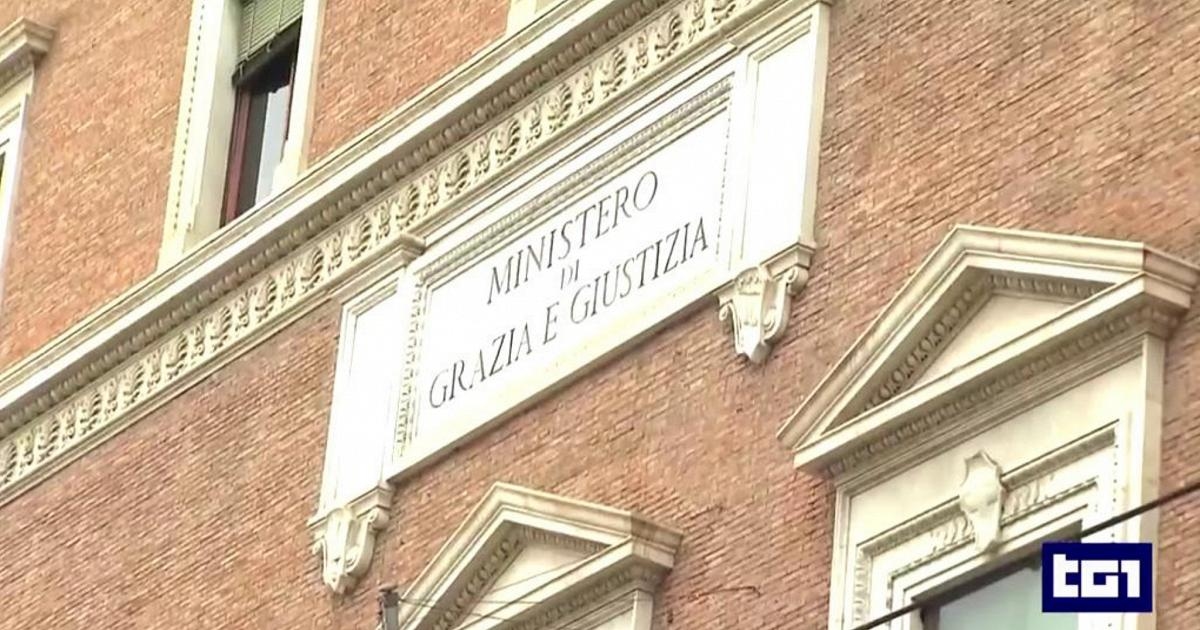 MINISTERO
DI
GRAZIA E GIUSTIZIA
tG1